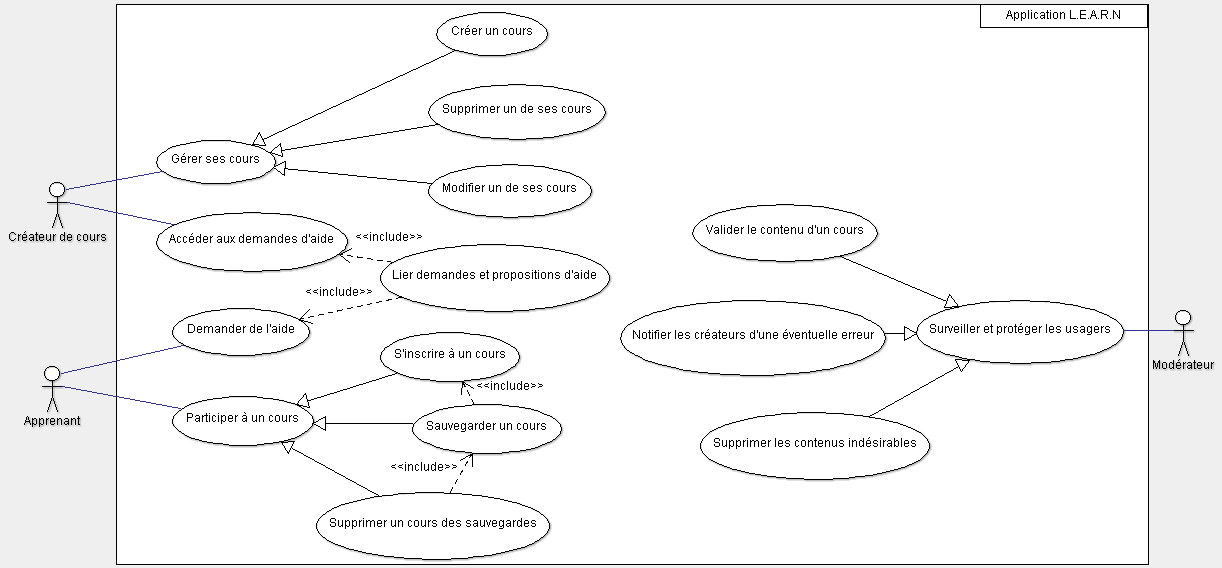 Application L.E.A.R.N
Créer un cours
Supprimer un de ses cours
Gérer ses cours
Modifier un de ses cours
Créateur de cours
Accéder aux demandes d'aide
<<include>>
Lier demandes et propositions d'aide
<<include>>
Demander de l'aide
S'inscrire à un cours
<<include>>
Apprenant
Participer à un cours
Sauvegarder un cours
<<include>>
Supprimer un cours des sauvegardes
Valider le contenu d'un cours
Notifier les créateurs d'une éventuelle erreur
Surveiller et protéger les usagers
Modérateur
Supprimer les contenus indésirables